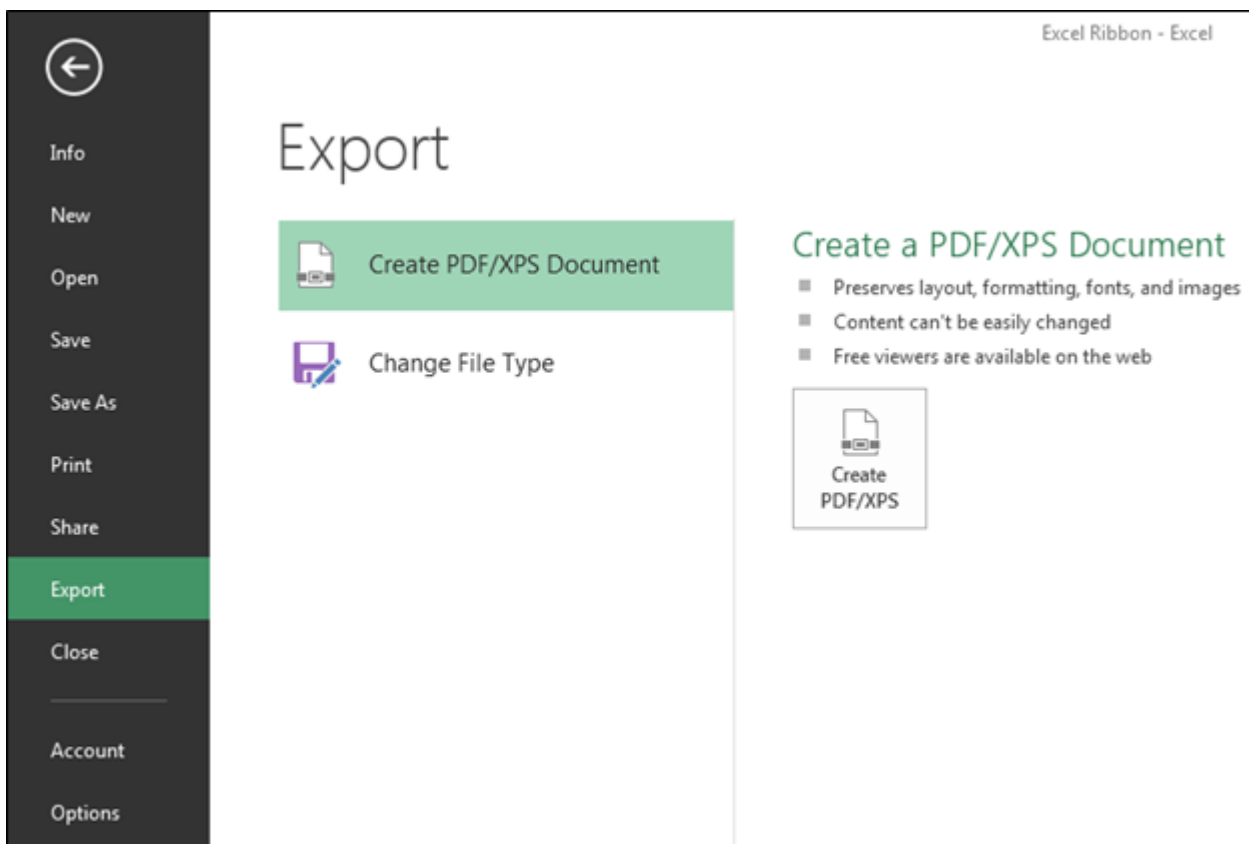 Excel Ribbon - Excel
Info
New
Open
Save
Save As
Print
Share
Export
Close
Account
Options
Export
Create PDF/XPS Document
Change File Type
Create a PDF/XPS Document
Preserves layout, formatting, fonts, and images
Content can't be easily changed
Free viewers are available on the web
Create
PDF/XPS